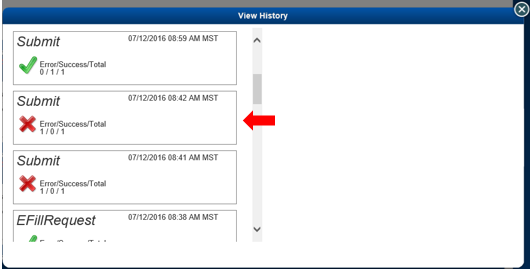 View History
Submit 07/12/2016 08:59 AM MST
Error/Success/Total
0 / 1 / 1
Submit 07/12/2016 08:42 AM MST
Error/Success/Total
1 / 0 / 1
Submit 07/12/2016 08:41 AM MST
Error/Success/Total
1 / 0 / 1
EFillRequest 07/12/2016 08:38 AM MST